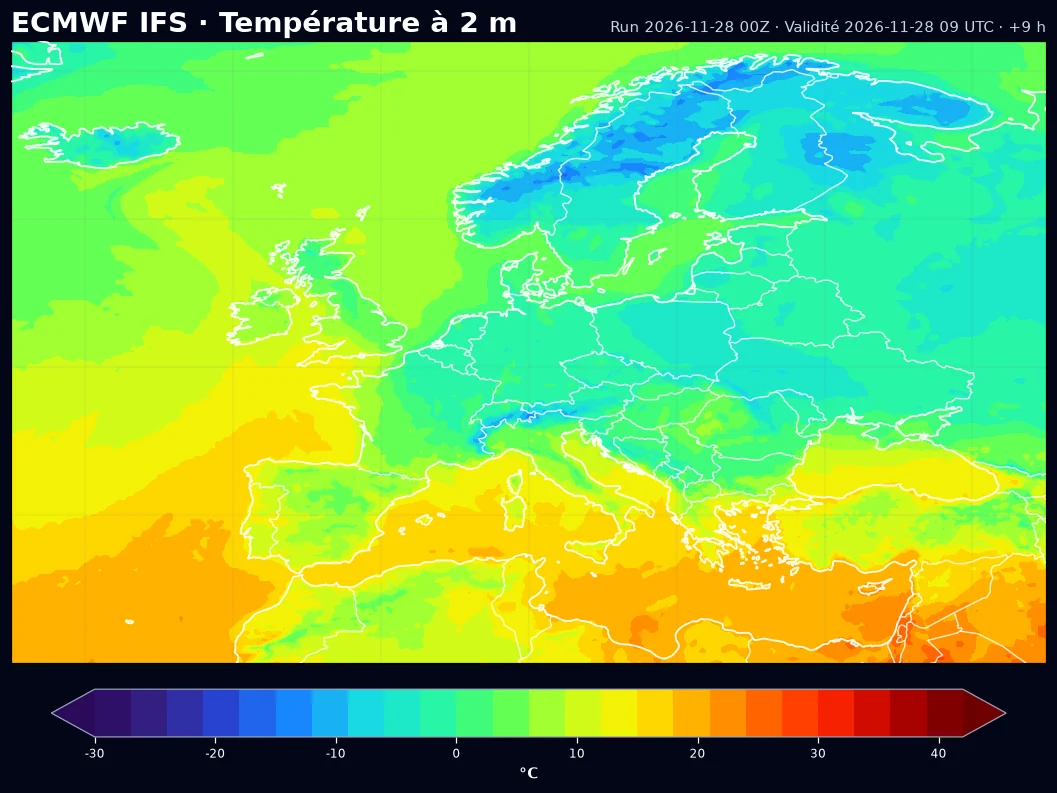 ECMWF IFS · Température à 2 m
Run 2026-11-28 00Z · Validité 2026-11-28 09 UTC · +9 h
-30 -20 -10 0 10 20 30 40
°C